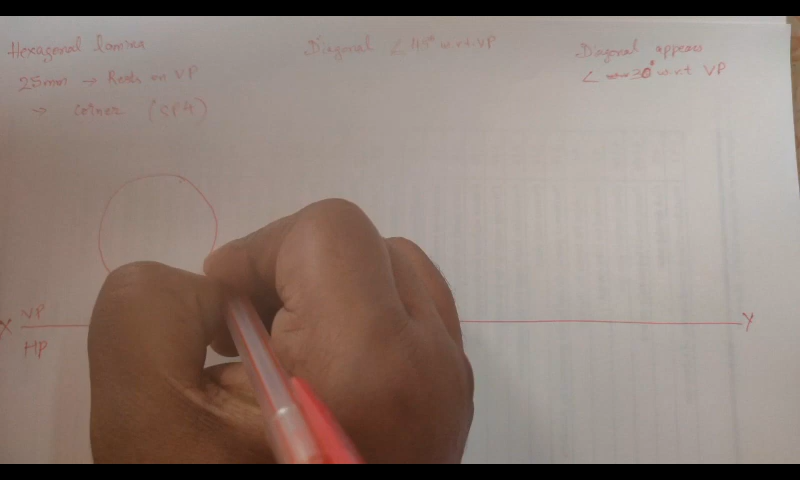 Hexagonal lamina
25mm → Rests on VP
→ corner (
Diagonal ∠ 45° w.r.t. VP
Diagonal appears
∠ 30° w.r.t VP
X VP Y
HP